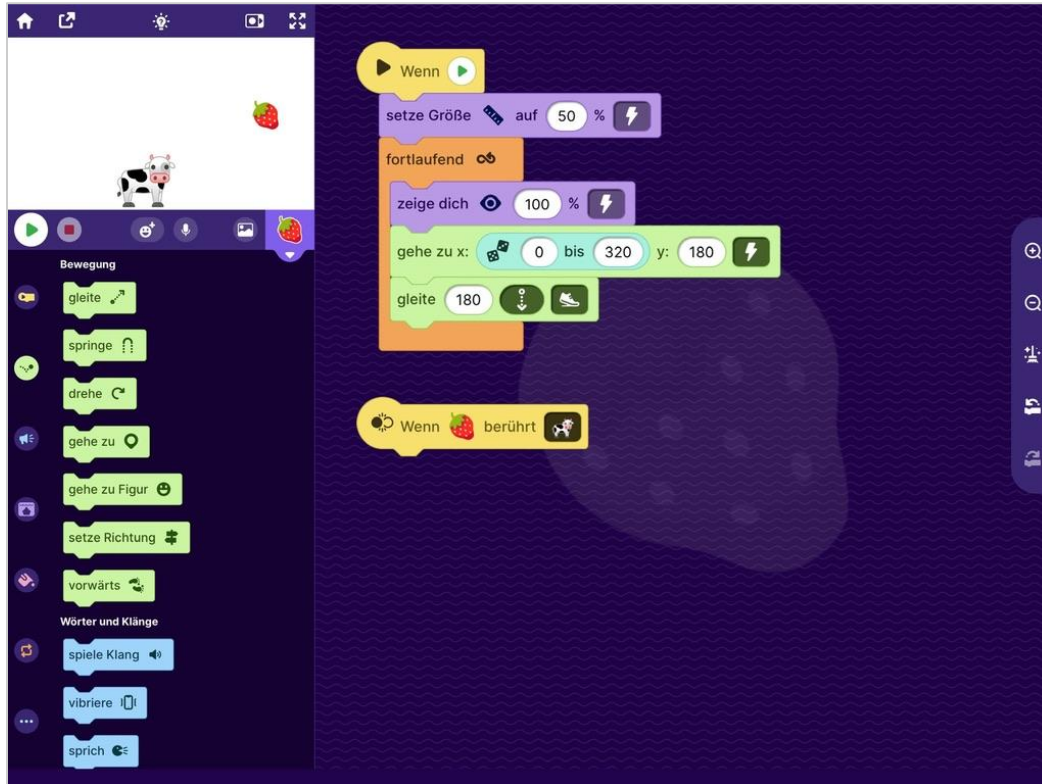 Wenn
setze Größe auf 50 %
fortlaufend
zeige dich 100 %
gehe zu x: 0 bis 320 y: 180
gleite 180
Wenn berührt
Bewegung
gleite
springe
drehe
gehe zu
gehe zu Figur
setze Richtung
vorwärts
Wörter und Klänge
spiele Klang
vibriere
sprich